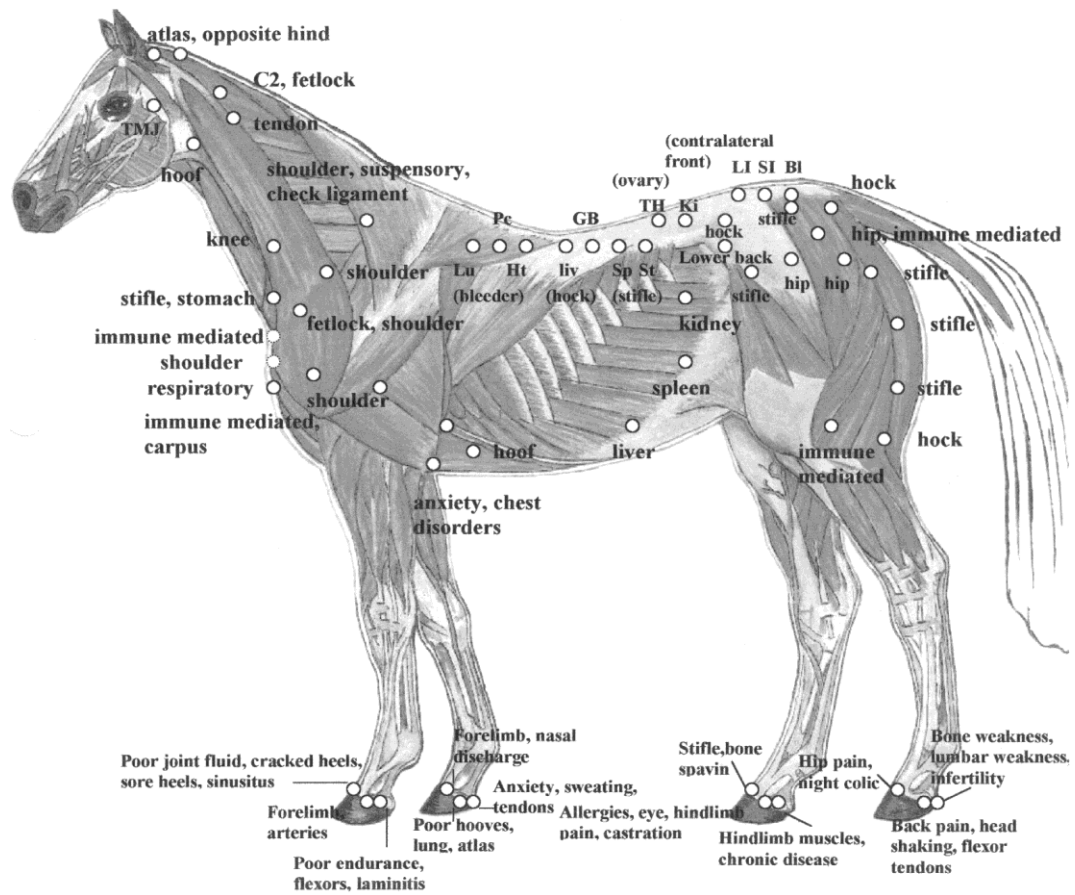 atlas, opposite hind
C2, fetlock
TMJ
tendon
hoof
shoulder, suspensory,
check ligament
(contralateral
front)
LI SI Bl
hock
(ovary)
Pc
GB
TH
Ki
stifle
hock
knee
hip, immune mediated
Lu
Ht
liv
Sp
St
Lower back
shoulder
(bleeder)
(hock)
(stifle)
stifle
hip
hip
stifle
stifle, stomach
fetlock, shoulder
kidney
stifle
immune mediated
shoulder
respiratory
shoulder
spleen
stifle
immune mediated,
carpus
hoof
liver
immune
mediated
hock
anxiety, chest
disorders
Poor joint fluid, cracked heels,
sore heels, sinusitus
Forelimb, nasal
discharge
Stifle,bone
spavin
Hip pain,
night colic
Bone weakness,
lumbar weakness,
infertility
Forelimb,
arteries
Anxiety, sweating,
tendons
Poor hooves,
lung, atlas
Allergies, eye, hindlimb
pain, castration
Hindlimb muscles,
chronic disease
Back pain, head
shaking, flexor
tendons
Poor endurance,
flexors, laminitis